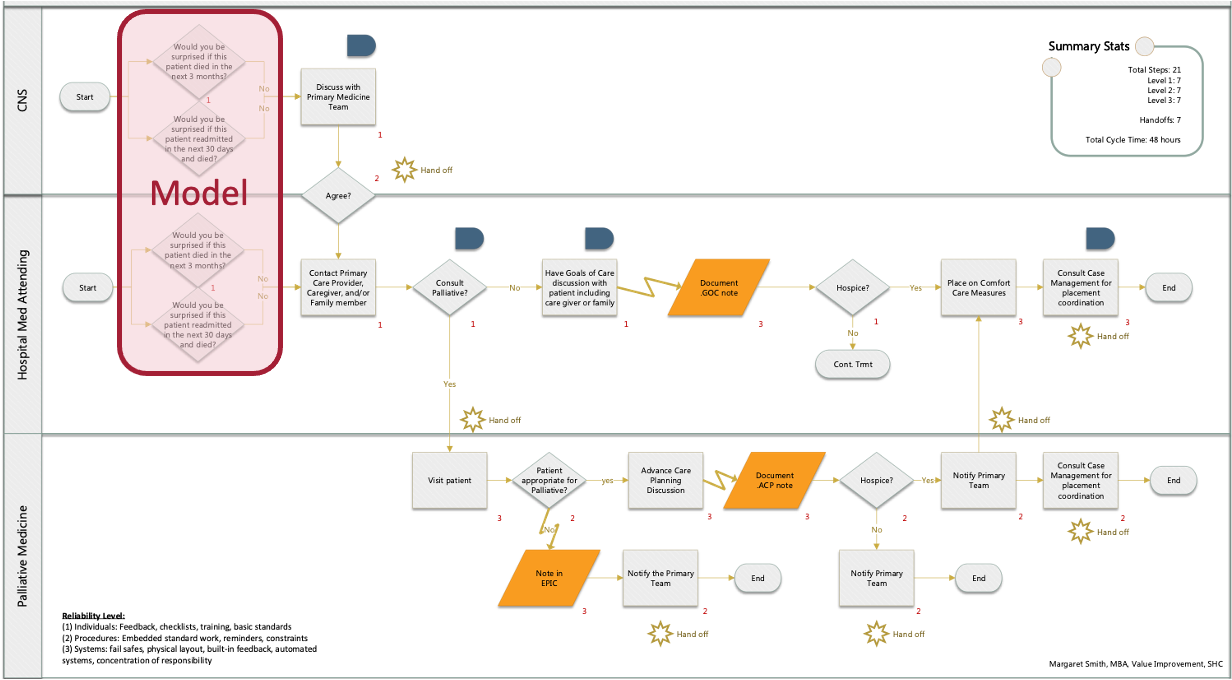 CNS
Start
Would you be
surprised if this
patient died in the
next 3 months?
1
No
No
Would you be
surprised if this
patient readmitted
in the next 30 days
and died?
Model
Discuss with
Primary Medicine
Team
1
Agree?
2
Hand off
Summary Stats
Total Steps: 21
Level 1: 7
Level 2: 7
Level 3: 7
Handoffs: 7
Total Cycle Time: 48 hours
Hospital Med Attending
Start
Would you be
surprised if this
patient died in the
next 3 months?
1
No
No
Would you be
surprised if this
patient readmitted
in the next 30 days
and died?
Contact Primary
Care Provider,
Caregiver, and/or
Family member
1
Consult
Palliative?
1
No
Yes
Hand off
Have Goals of Care
discussion with
patient including
care giver or family
1
Document
.GOC note
3
Hospice?
1
Yes
No
Cont. Trmt
Place on Comfort
Care Measures
3
Hand off
Consult Case
Management for
placement
coordination
3
Hand off
End
Palliative Medicine
Visit patient
3
Patient
appropriate for
Palliative?
2
yes
No
Advance Care
Planning
Discussion
3
Document
.ACP note
3
Hospice?
2
Yes
No
Notify Primary
Team
2
Consult Case
Management for
placement
coordination
2
Hand off
End
Note in
EPIC
3
Notify the Primary
Team
2
Hand off
End
Notify Primary
Team
2
Hand off
End
Reliability Level:
(1) Individuals: Feedback, checklists, training, basic standards
(2) Procedures: Embedded standard work, reminders, constraints
(3) Systems: fail safes, physical layout, built-in feedback, automated
systems, concentration of responsibility
Margaret Smith, MBA, Value Improvement, SHC